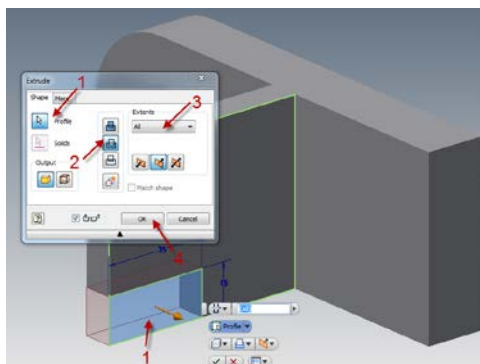 Extrude
1
Shape
Profile
3
Extents
All
Solids
2
Output
Match shape
OK
Cancel
4
Profile
1